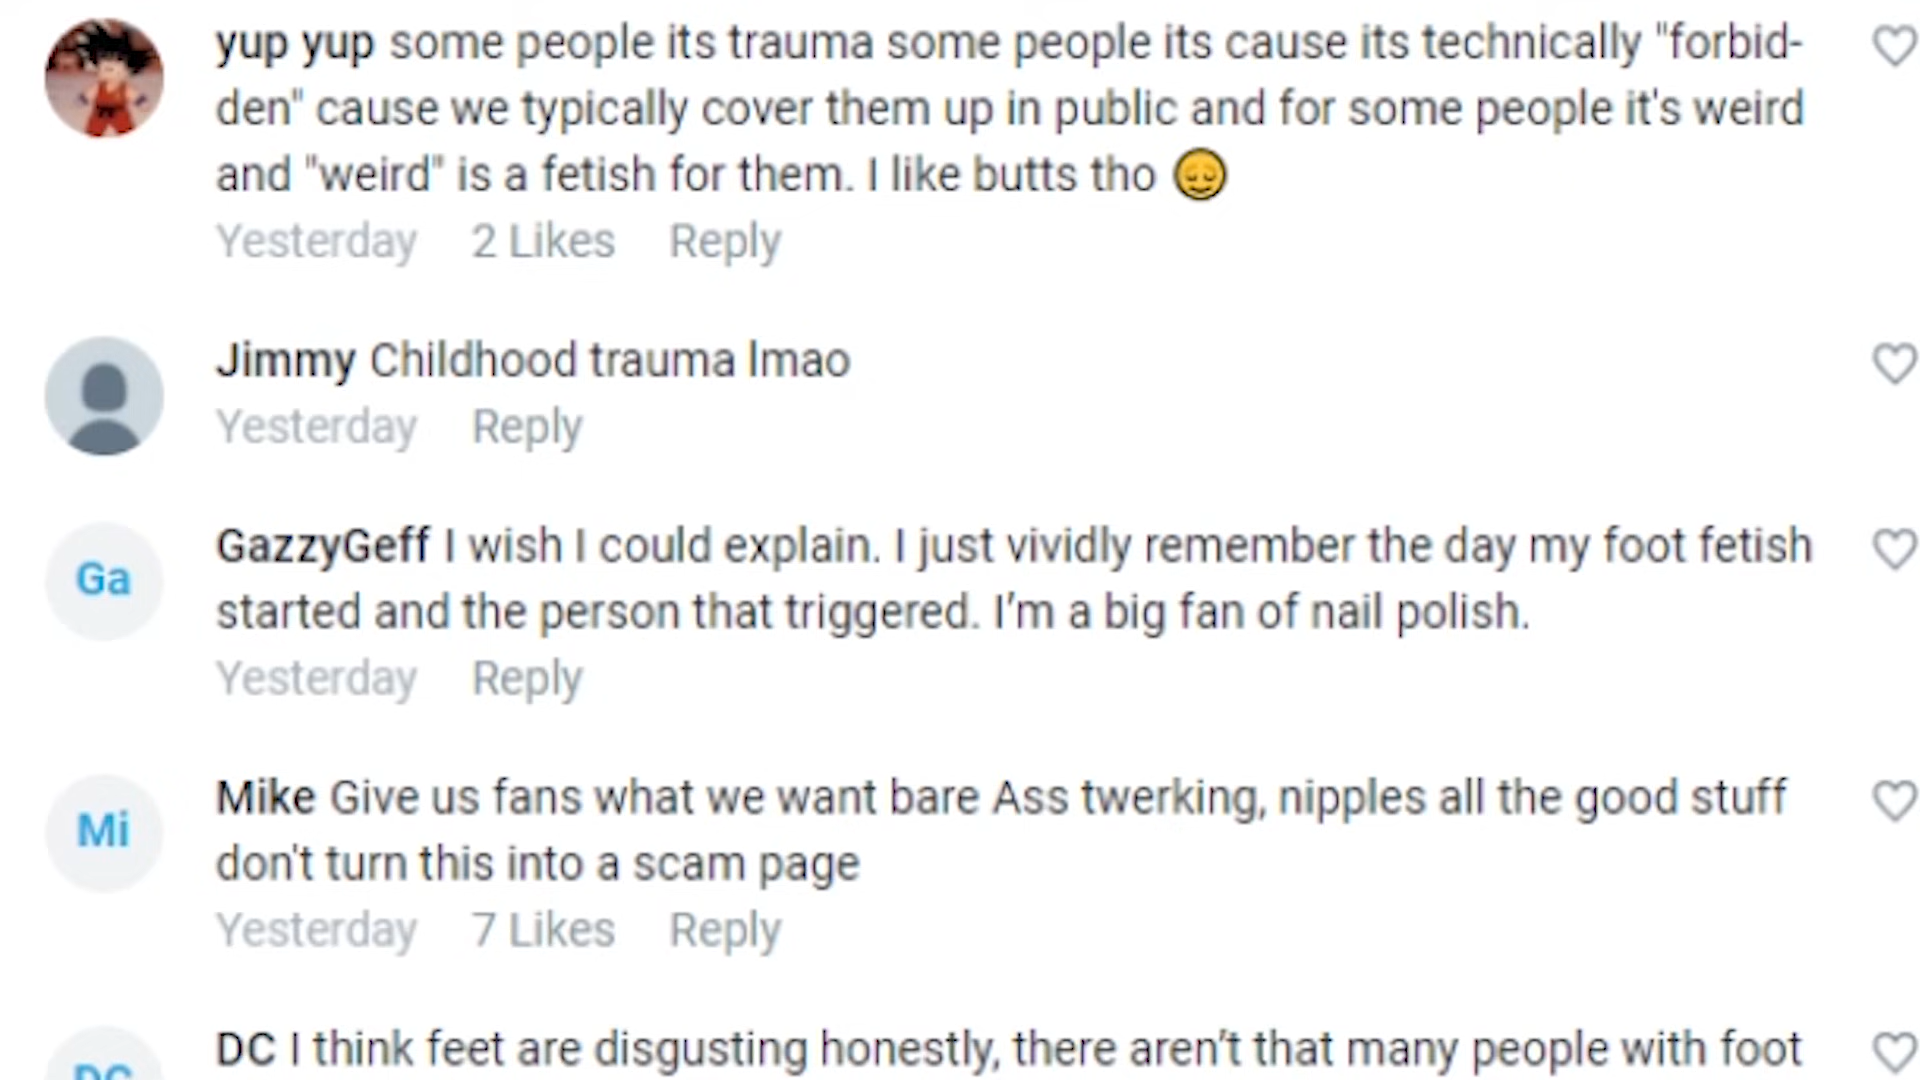 yup yup some people its trauma some people its cause its technically "forbid-
den" cause we typically cover them up in public and for some people it's weird
and "weird" is a fetish for them. I like butts tho 😞
Yesterday 2 Likes Reply
Jimmy Childhood trauma lmao
Yesterday Reply
Ga
GazzyGeff I wish I could explain. I just vividly remember the day my foot fetish
started and the person that triggered. I’m a big fan of nail polish.
Yesterday Reply
Mi
Mike Give us fans what we want bare Ass twerking, nipples all the good stuff
don't turn this into a scam page
Yesterday 7 Likes Reply
DC
DC I think feet are disgusting honestly, there aren’t that many people with foot